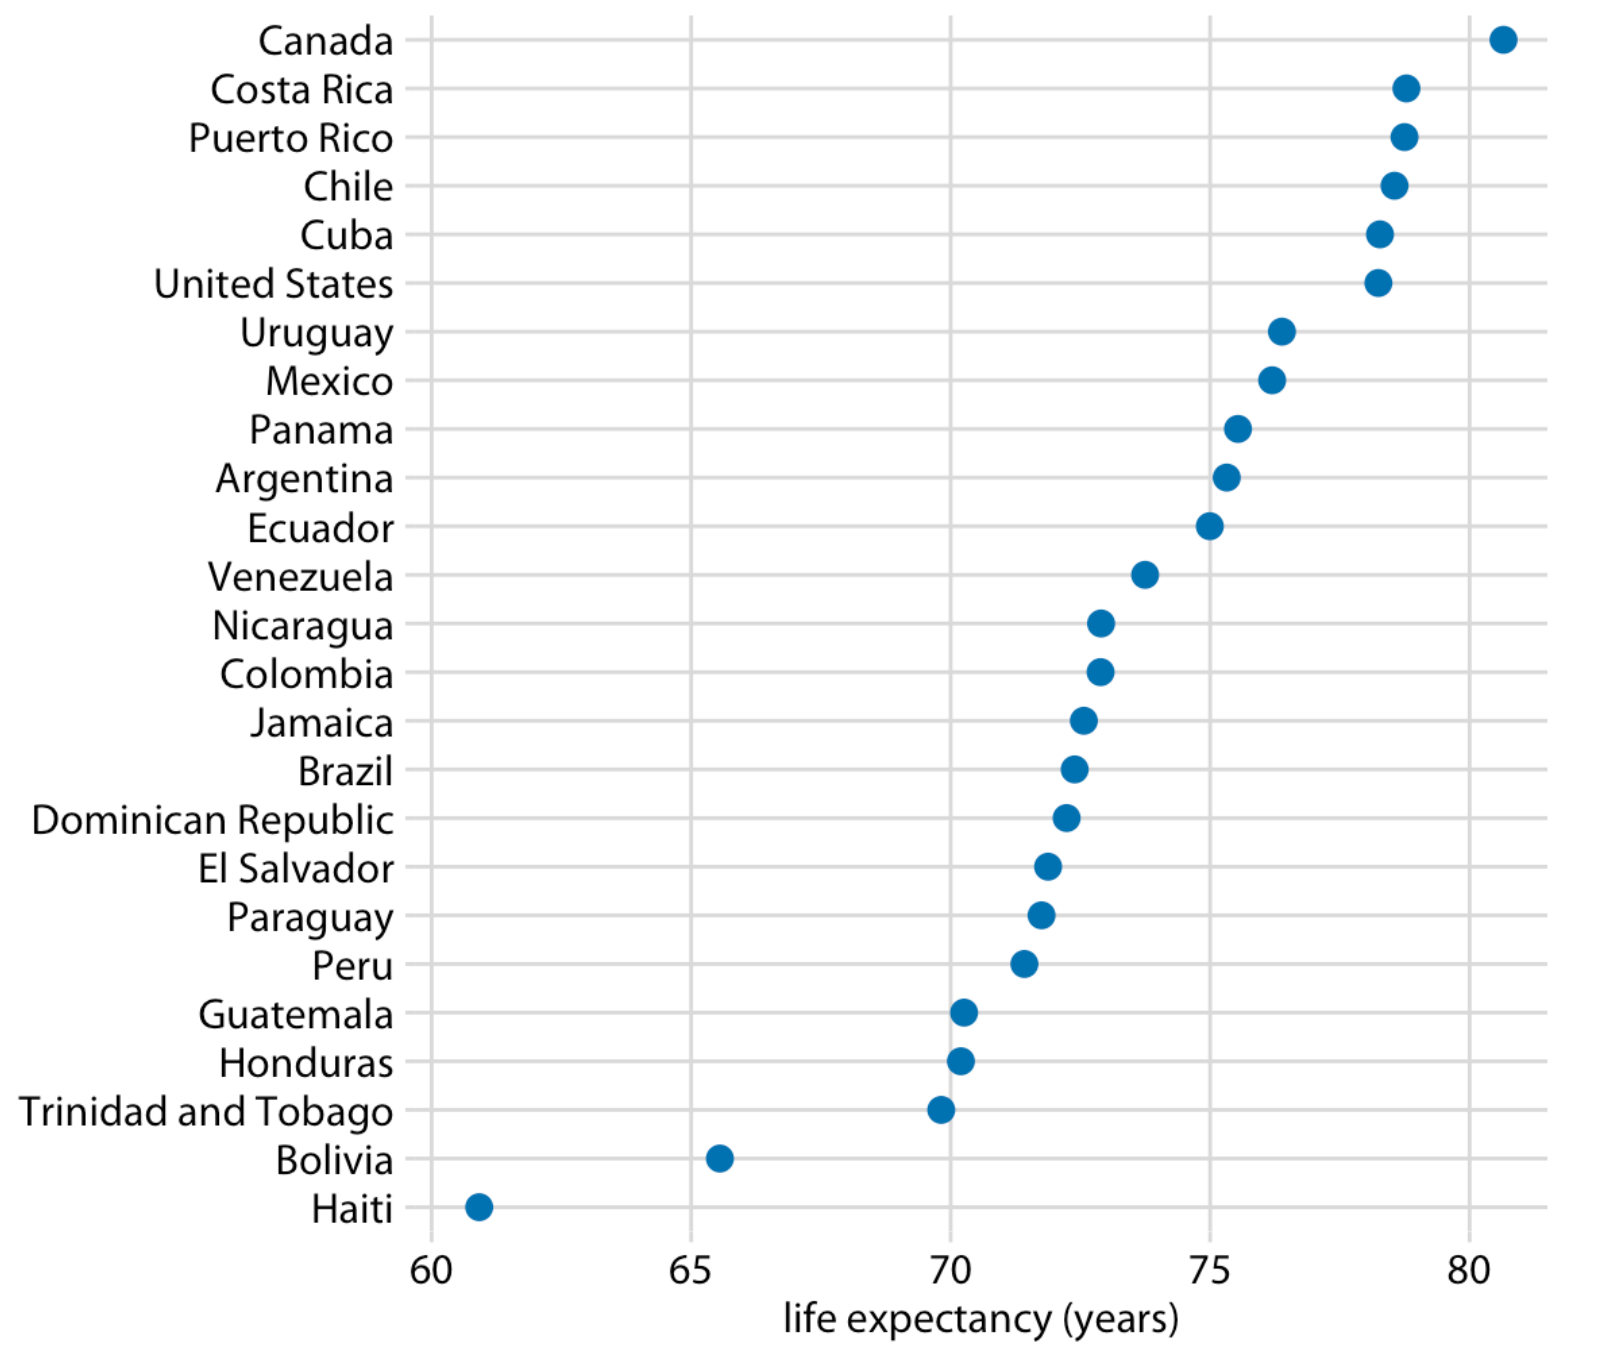 Canada
Costa Rica
Puerto Rico
Chile
Cuba
United States
Uruguay
Mexico
Panama
Argentina
Ecuador
Venezuela
Nicaragua
Colombia
Jamaica
Brazil
Dominican Republic
El Salvador
Paraguay
Peru
Guatemala
Honduras
Trinidad and Tobago
Bolivia
Haiti
60 65 70 75 80
life expectancy (years)